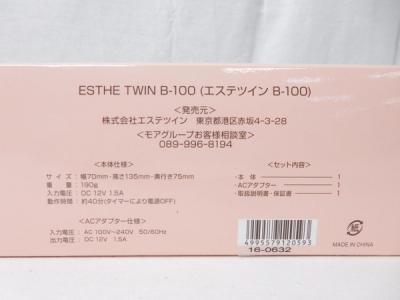 ESTHE TWIN B-100 (エステツイン B-100)
<発売元>
株式会社エステツイン 東京都港区赤坂4-3-28
<モアグループお客様相談室>
089-996-8194
<本体仕様>
サイズ:幅70mm・高さ135mm・奥行き75mm
重量:190g
入力電圧:DC 12V 1.5A
動作時間:約40分(タイマーにより電源OFF)
<ACアダプター仕様>
入力電圧:AC 100V~240V 50/60Hz
出力電圧:DC 12V 1.5A
<セット内容>
・本体 1
・ACアダプター 1
・取扱説明書・保証書 1
紙
4995579120593
16-0632
MADE IN CHINA